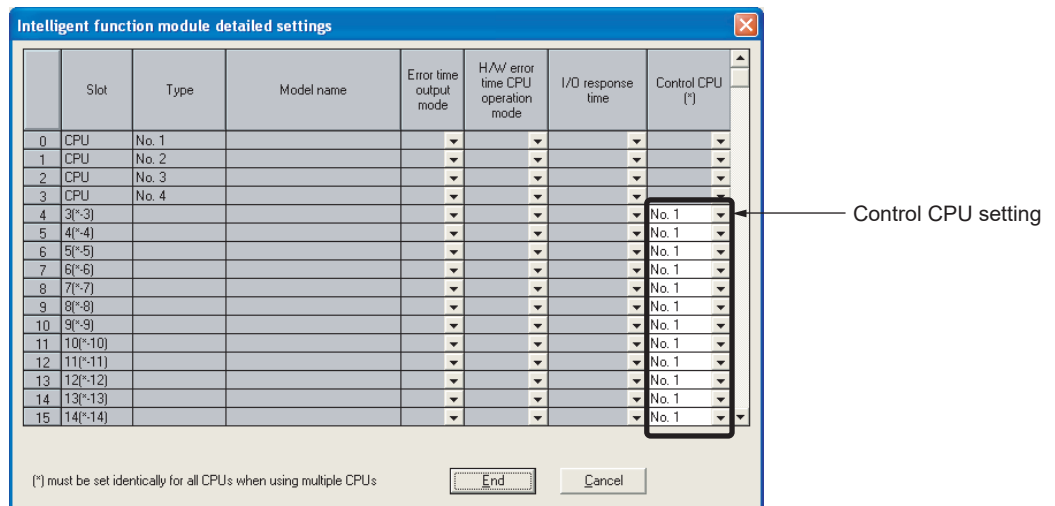 Intelligent function module detailed settings
Slot Type Model name Error time output mode H/W error time CPU operation mode I/O response time Control CPU (*)
0 CPU No. 1
1 CPU No. 2
2 CPU No. 3
3 CPU No. 4
4 3(*-3) No. 1
5 4(*-4) No. 1
6 5(*-5) No. 1
7 6(*-6) No. 1
8 7(*-7) No. 1
9 8(*-8) No. 1
10 9(*-9) No. 1
11 10(*-10) No. 1
12 11(*-11) No. 1
13 12(*-12) No. 1
14 13(*-13) No. 1
15 14(*-14) No. 1
Control CPU setting
(*) must be set identically for all CPUs when using multiple CPUs
End Cancel